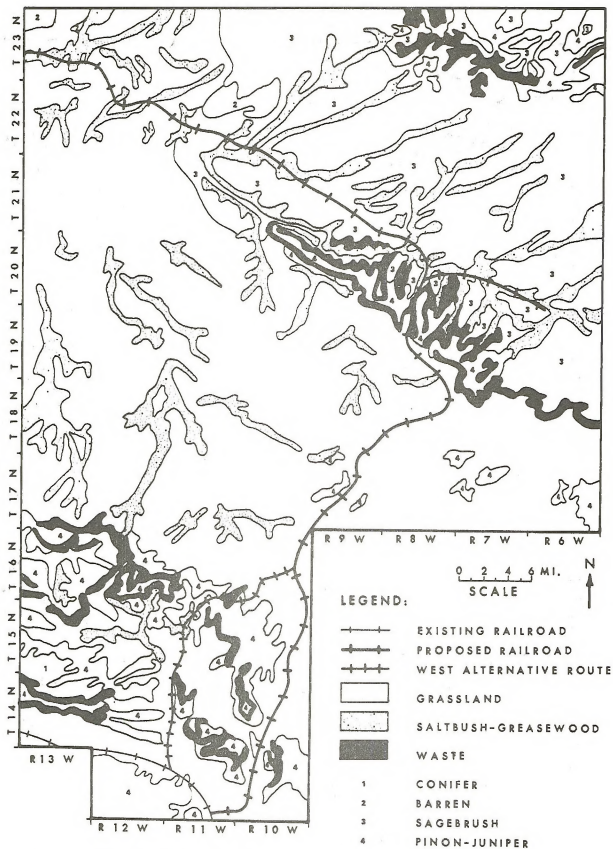 T 23 N
T 22 N
T 21 N
T 20 N
T 19 N
T 18 N
T 17 N
T 16 N
T 15 N
T 14 N
R 9 W R 8 W R 7 W R 6 W
R 13 W
R 12 W R 11 W R 10 W
0 2 4 6 MI.
SCALE
N
LEGEND:
EXISTING RAILROAD
PROPOSED RAILROAD
WEST ALTERNATIVE ROUTE
GRASSLAND
SALTBUSH-GREASEWOOD
WASTE
1 CONIFER
2 BARREN
3 SAGEBRUSH
4 PINON-JUNIPER